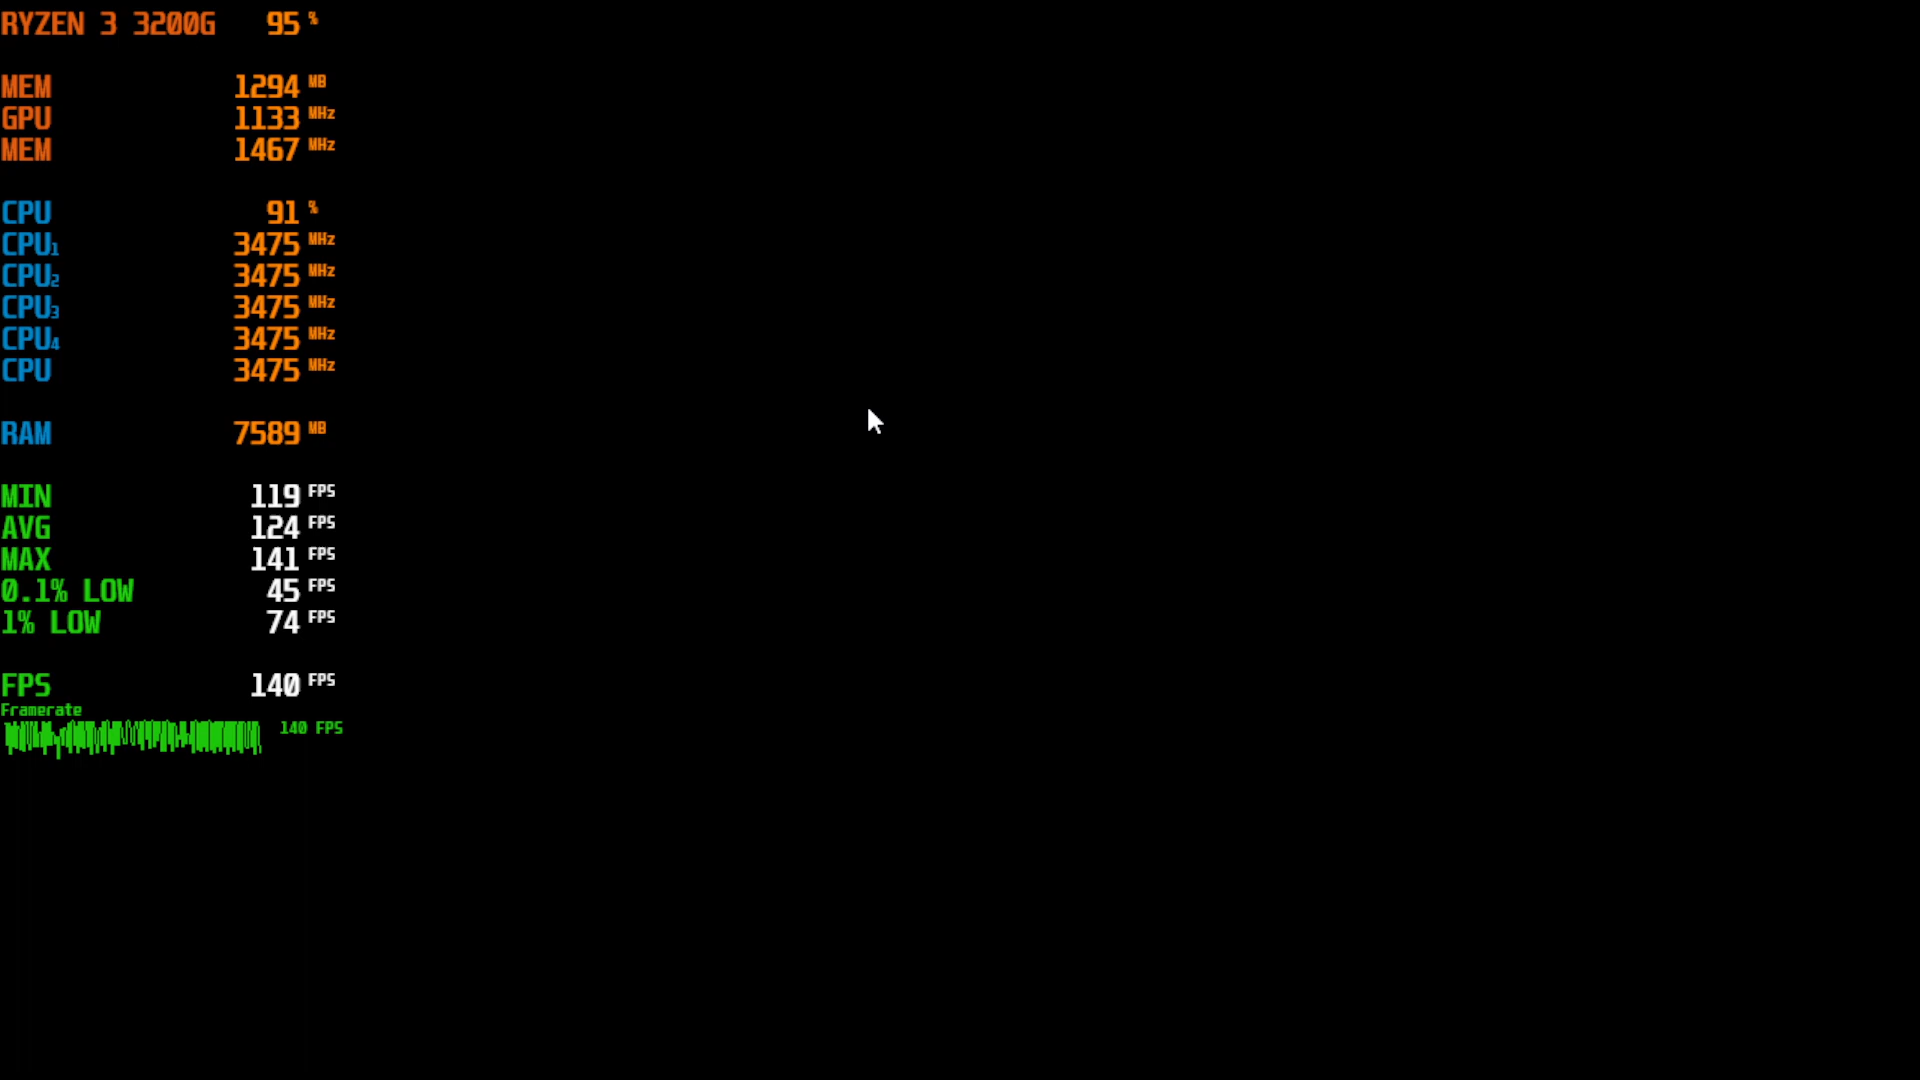 RYZEN 3 3200G 95 %
MEM 1294 MB
GPU 1133 MHz
MEM 1467 MHz
CPU 91 %
CPU1 3475 MHz
CPU2 3475 MHz
CPU3 3475 MHz
CPU4 3475 MHz
CPU 3475 MHz
RAM 7589 MB
MIN 119 FPS
AVG 124 FPS
MAX 141 FPS
0.1% LOW 45 FPS
1% LOW 74 FPS
FPS 140 FPS
Framerate
140 FPS